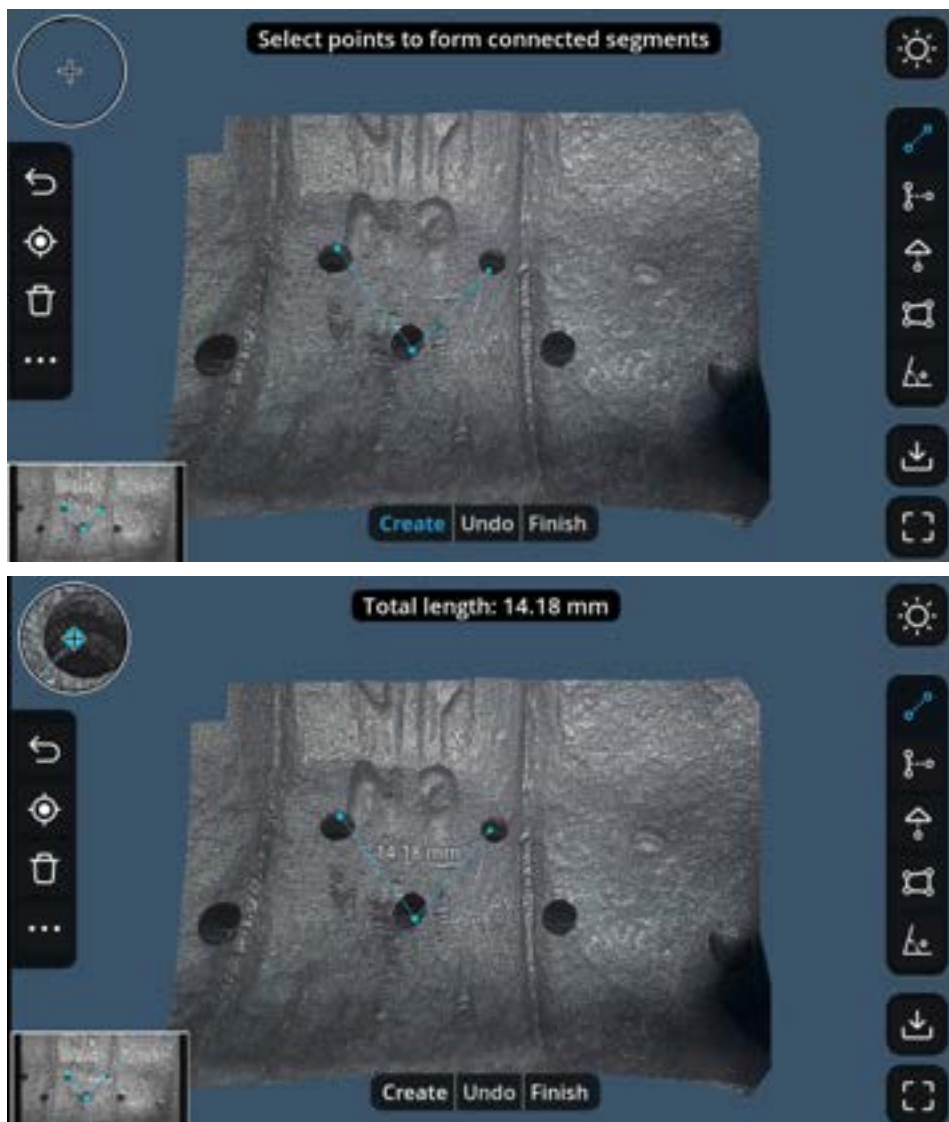 Select points to form connected segments
Create Undo Finish
Total length: 14.18 mm
14.18 mm
Create Undo Finish